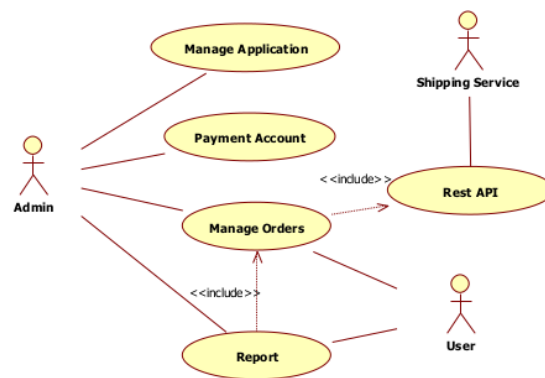 Manage Application
Shipping Service
Payment Account
Admin
<<include>>
Rest API
Manage Orders
<<include>>
User
Report